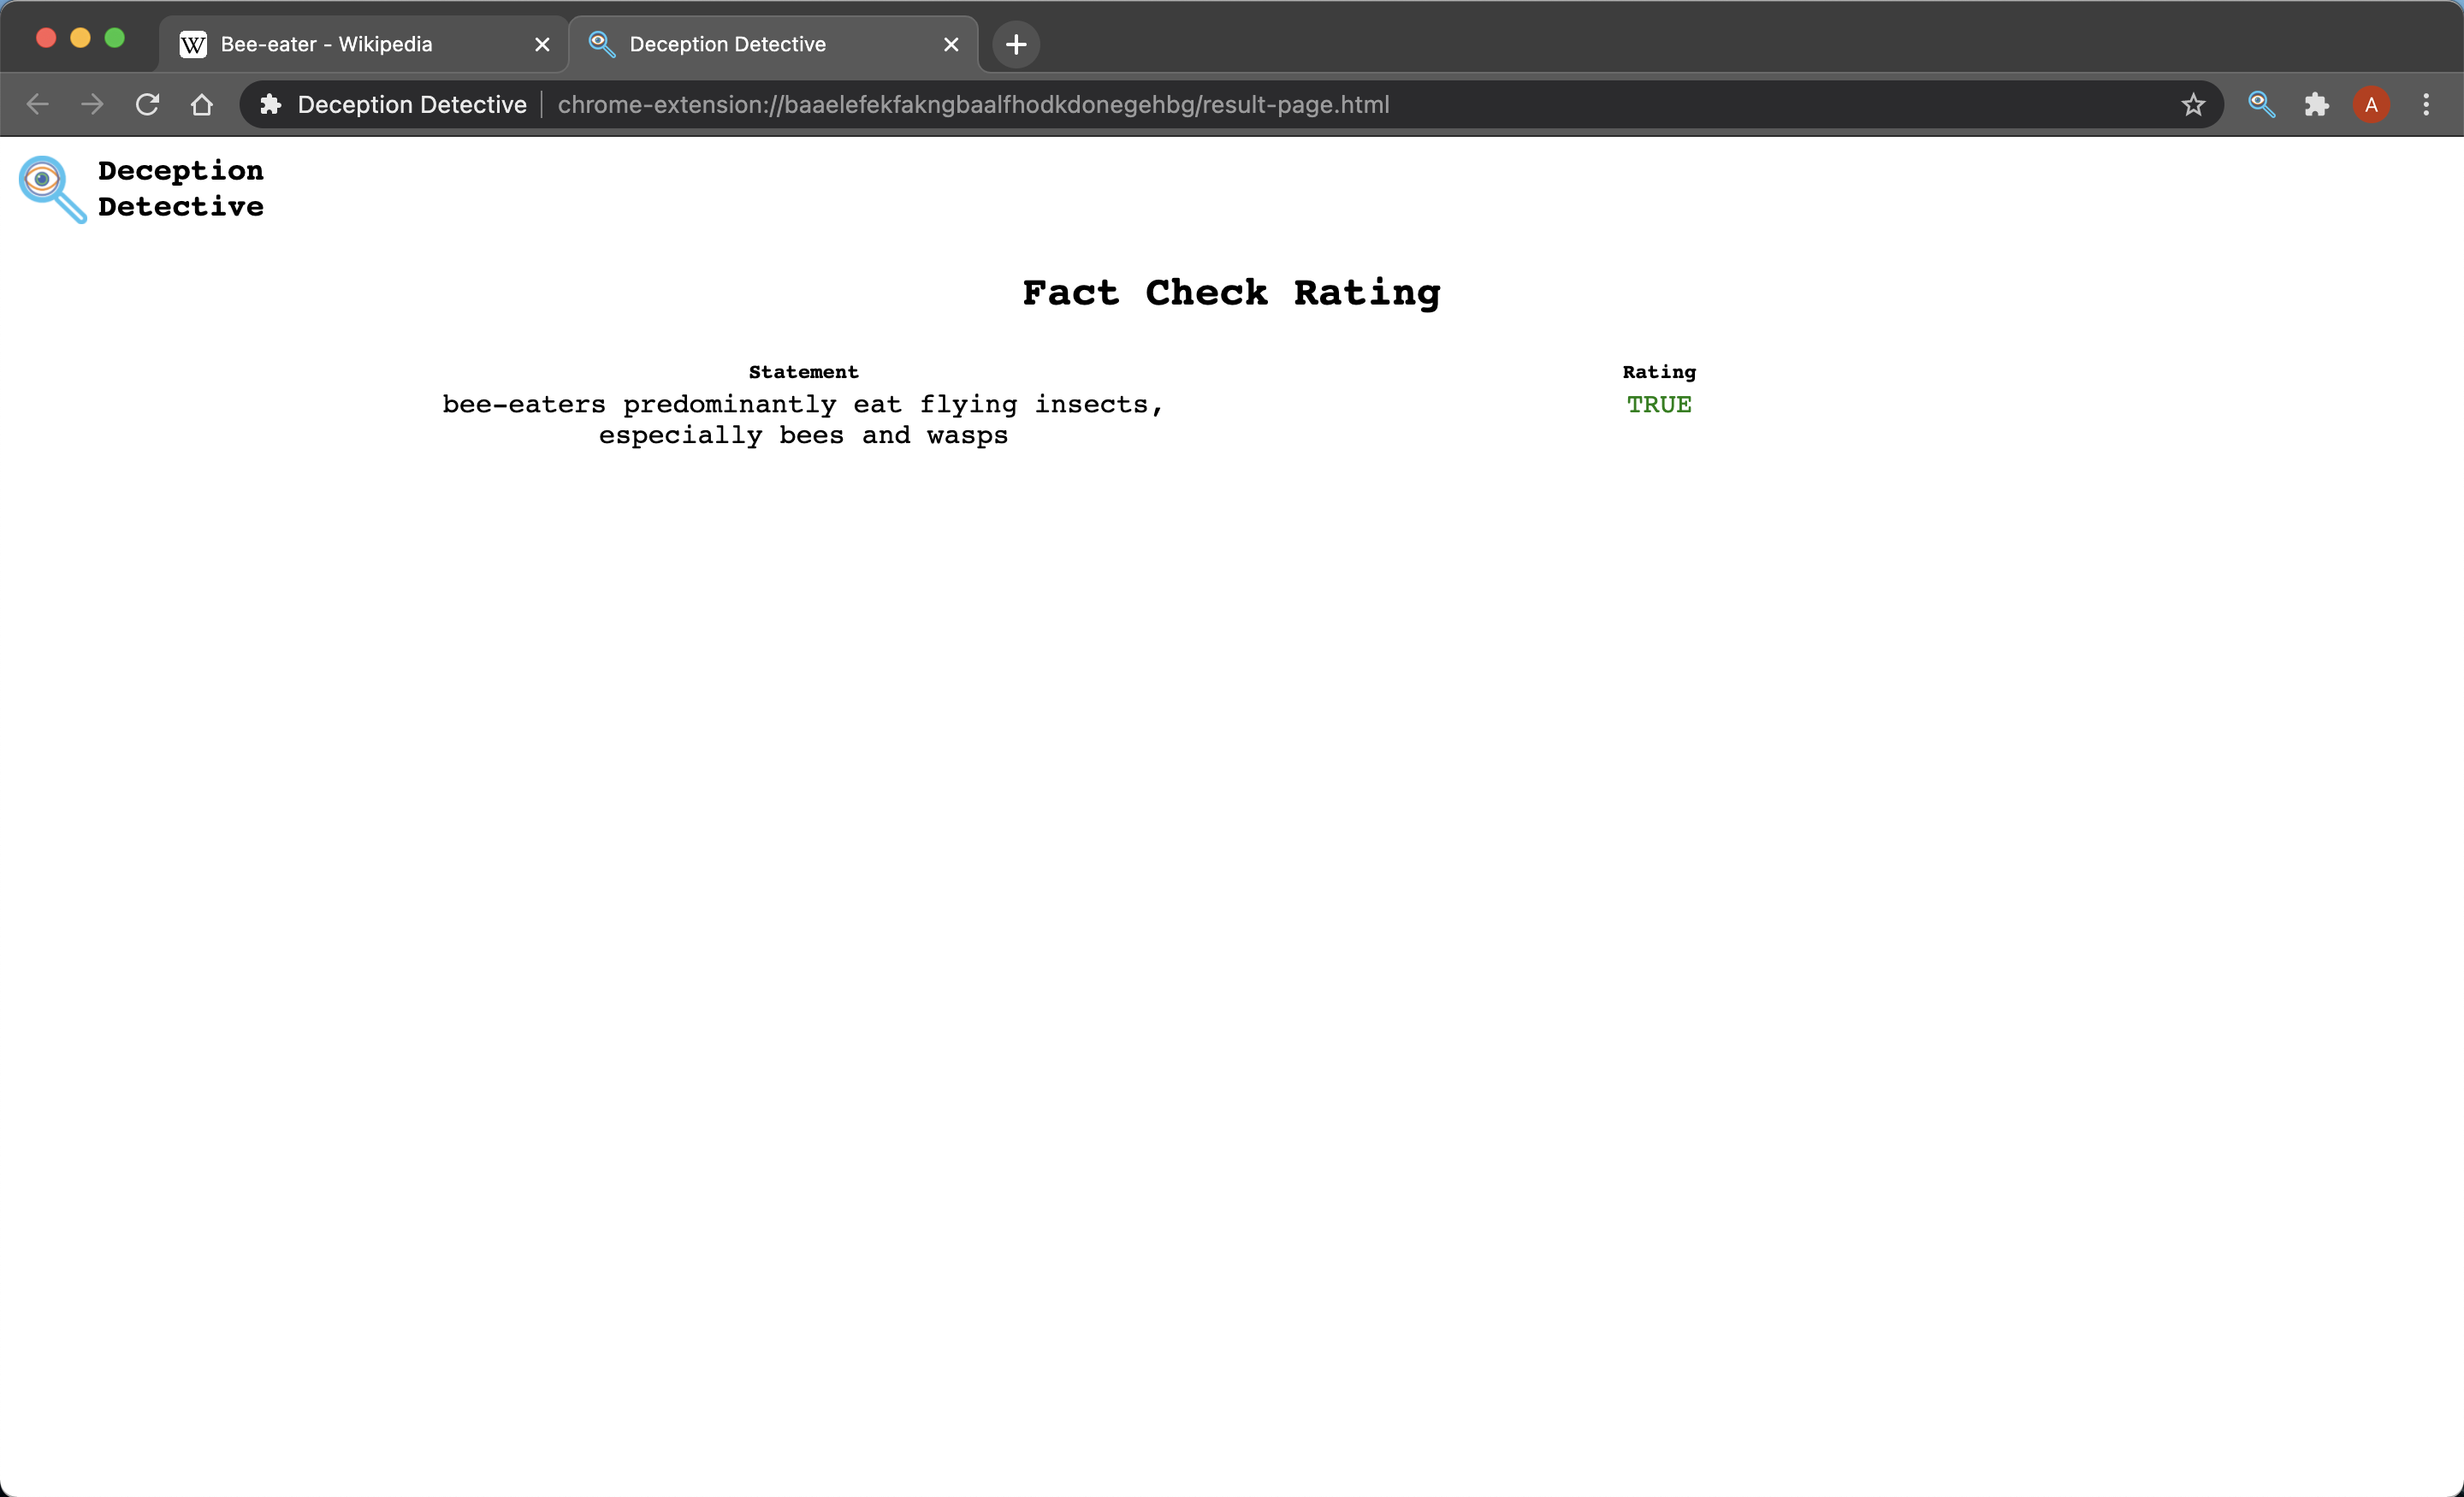 W Bee-eater - Wikipedia
Deception Detective
Deception Detective | chrome-extension://baaelefekfakngbaalfhodkdonegehbg/result-page.html
A
Deception
Detective
Fact Check Rating
Statement Rating
bee-eaters predominantly eat flying insects, TRUE
especially bees and wasps